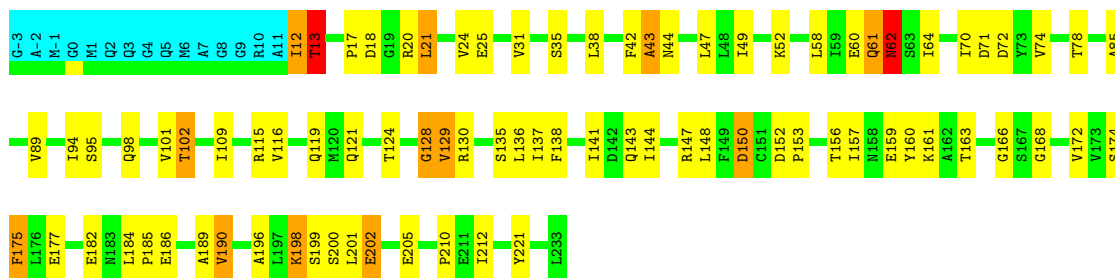 G-3 A-2 M-1 G0 M1 Q2 Q3 G4 Q5 M6 A7 G8 G9 R10 A11 I12 T13 P17 D18 G19 R20 L21 V24 E25 V31 S35 L38 F42 A43 N44 L47 L48 I49 K52 L58 I59 E60 Q61 N62 S63 I64 I70 D71 D72 Y73 V74 T78 A85
V89 I94 S95 Q98 V101 T102 I109 R115 V116 Q119 M120 Q121 T124 G128 V129 R130 S135 L136 I137 F138 I141 D142 Q143 I144 R147 L148 F149 D150 C151 D152 P153 T156 I157 N158 E159 Y160 K161 A162 T163 G166 S167 G168 V172 V173 S174
F175 L176 E177 E182 N183 L184 P185 E186 A189 V190 A196 L197 K198 S199 S200 L201 E202 E205 P210 E211 I212 Y221 L233